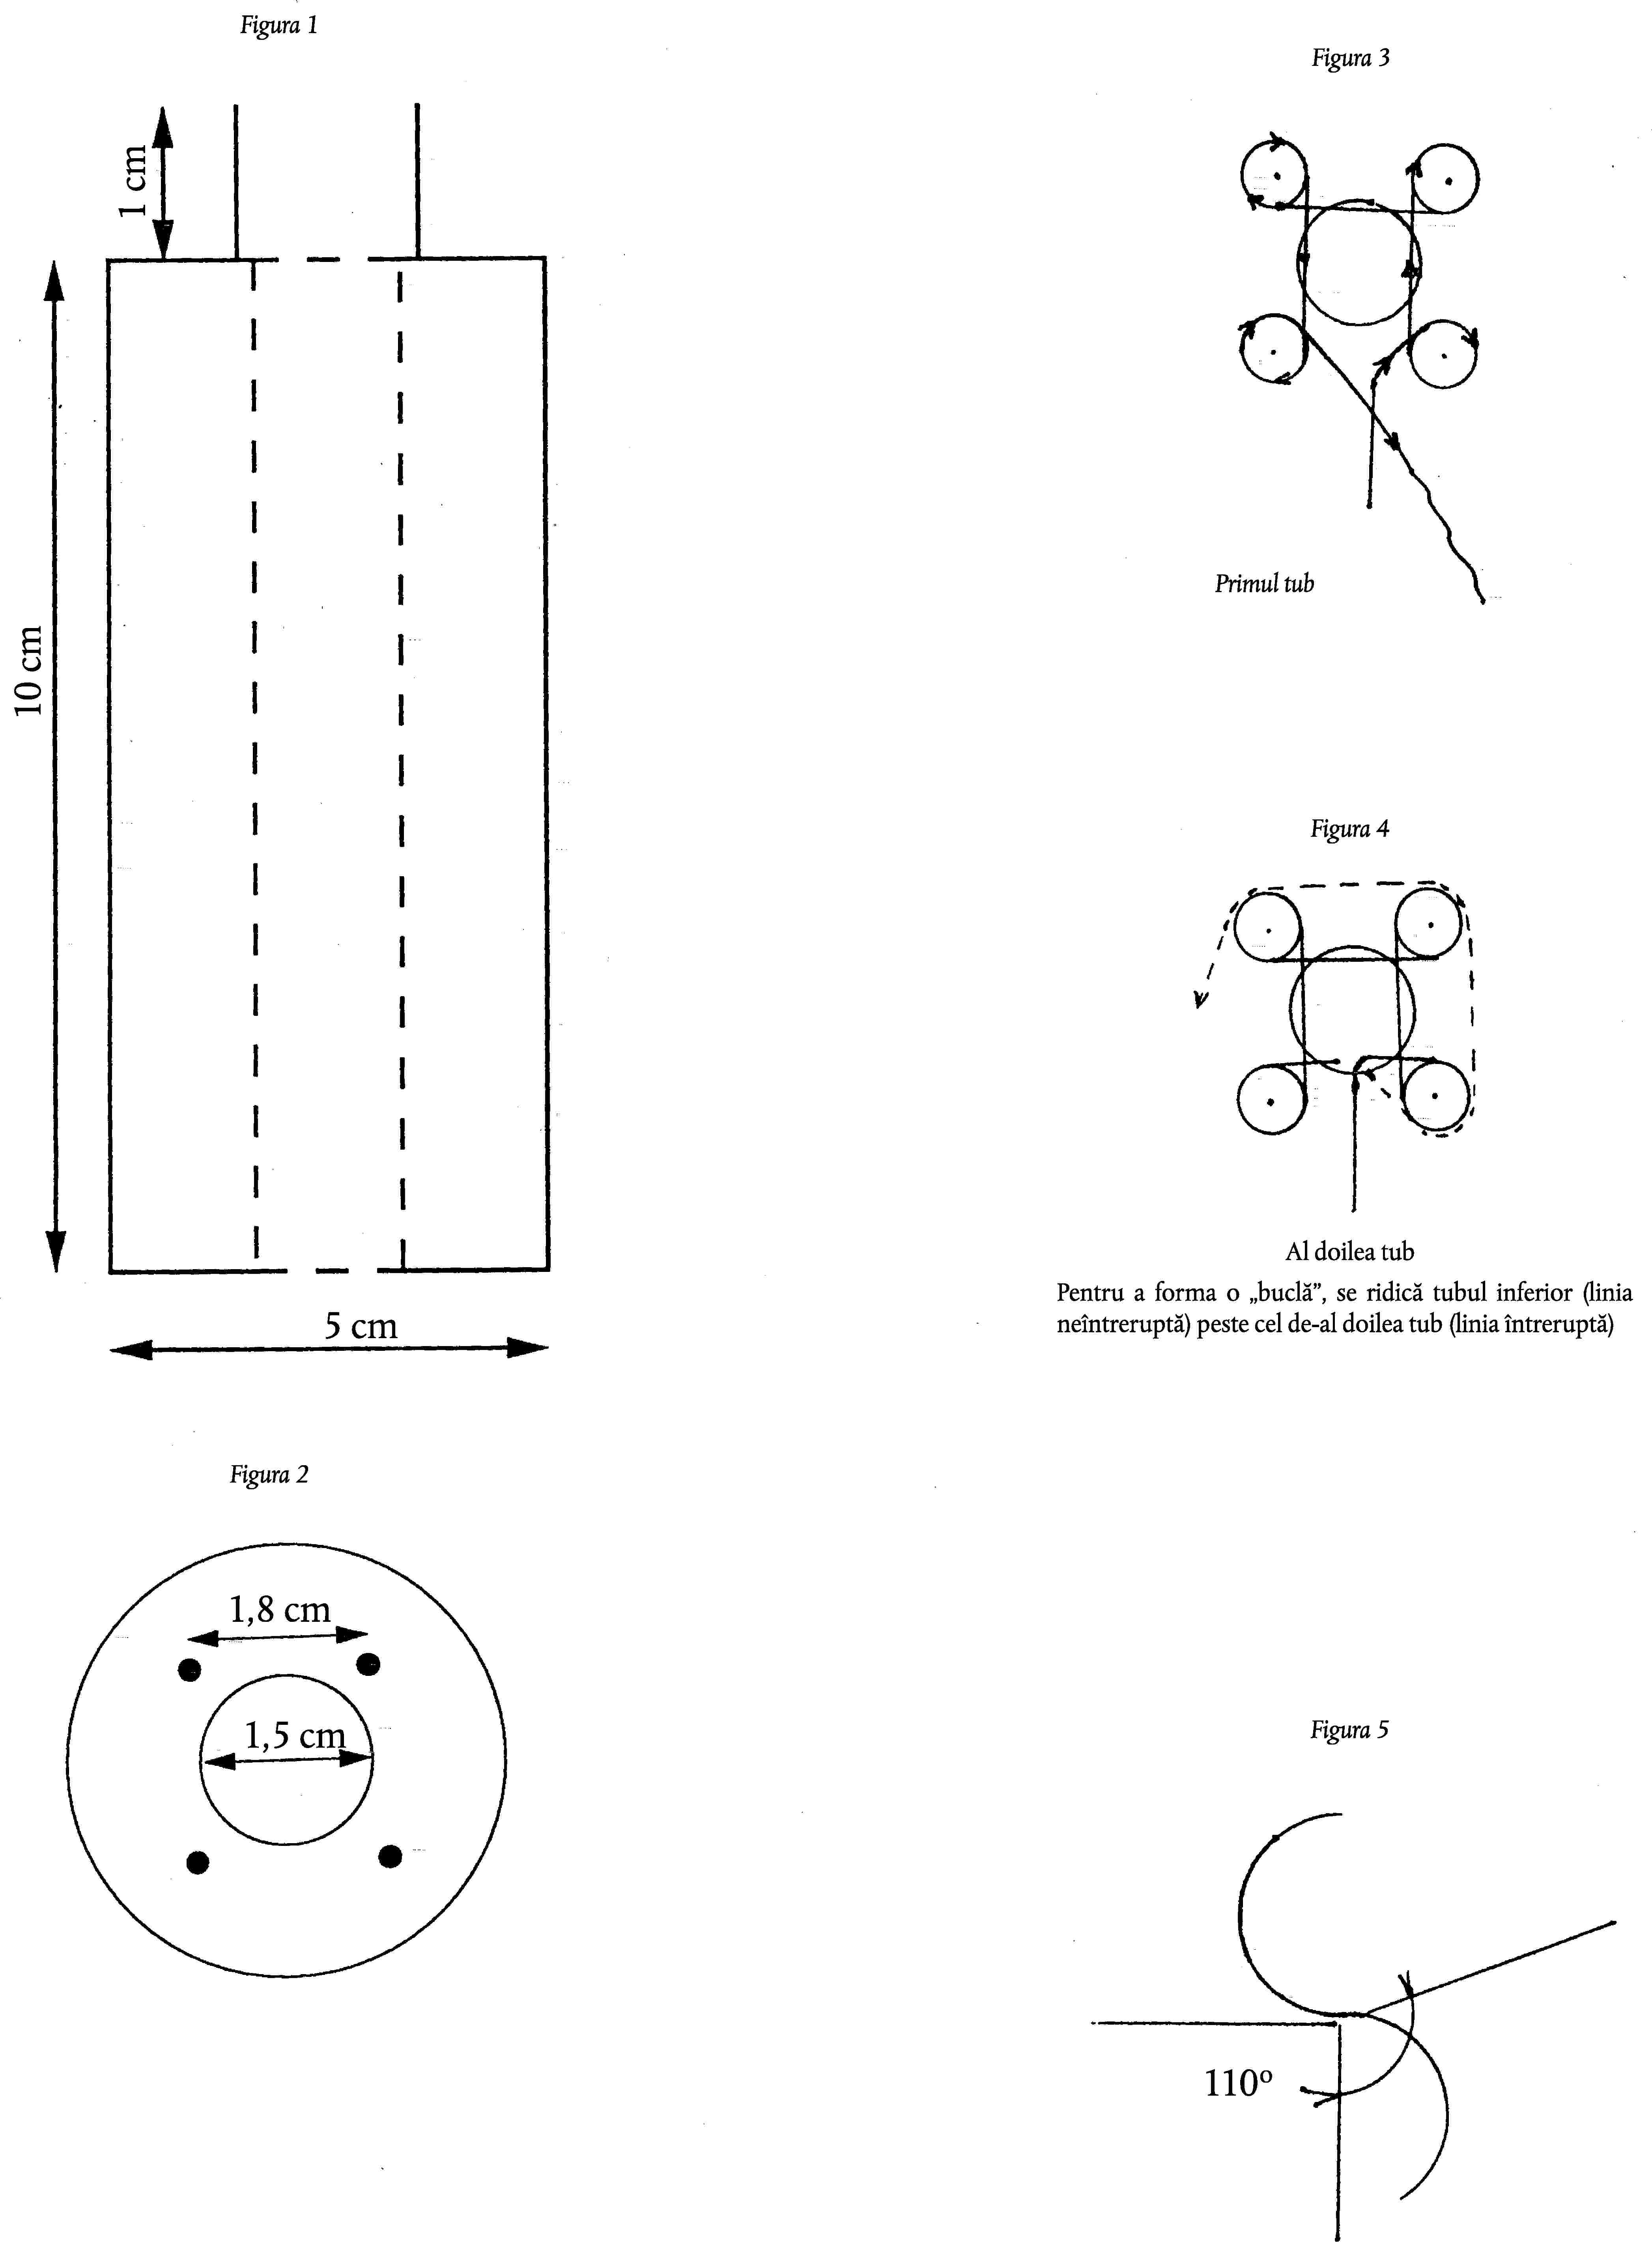 Figura 1
1 cm
10 cm
5 cm
Figura 2
1,8 cm
1,5 cm
Figura 3
Primul tub
Figura 4
Al doilea tub
Pentru a forma o „buclă”, se ridică tubul inferior (linia
neîntreruptă) peste cel de-al doilea tub (linia întreruptă)
Figura 5
110º